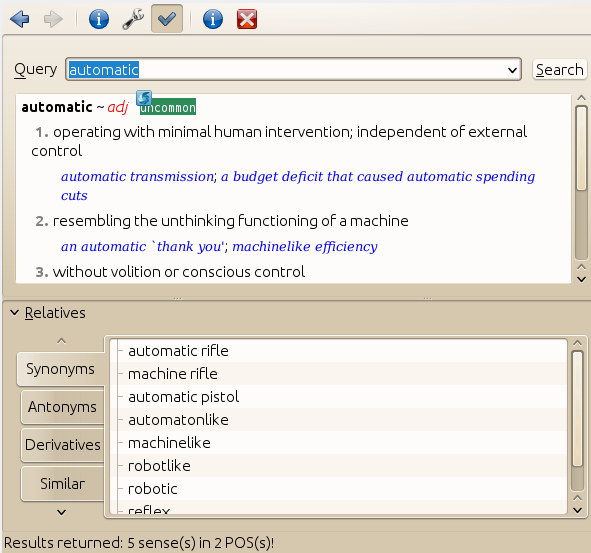 Query automatic Search
automatic ~ adj uncommon
1. operating with minimal human intervention; independent of external
control
automatic transmission; a budget deficit that caused automatic spending
cuts
2. resembling the unthinking functioning of a machine
an automatic `thank you'; machinelike efficiency
3. without volition or conscious control
Relatives
Synonyms
Antonyms
Derivatives
Similar
automatic rifle
machine rifle
automatic pistol
automatonlike
machinelike
robotlike
robotic
reflex
Results returned: 5 sense(s) in 2 POS(s)!